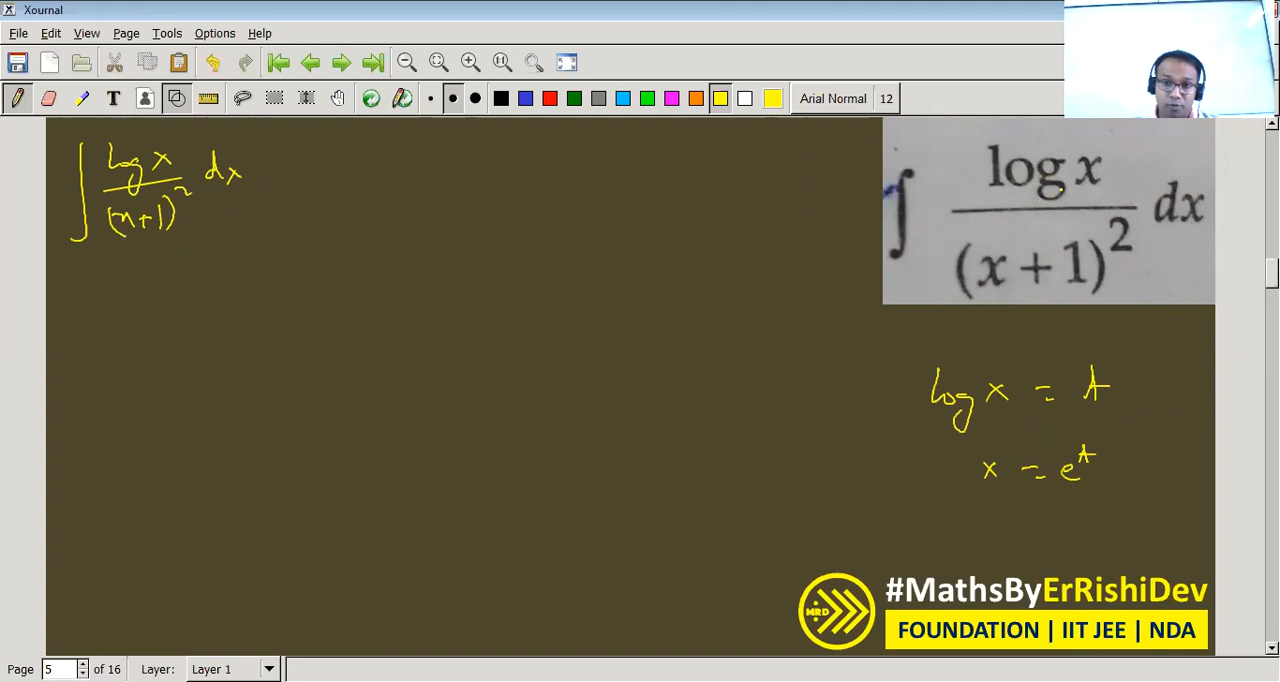 Xournal
File Edit View Page Tools Options Help
Arial Normal 12
∫ log x / (x+1)² dx
∫ log x / (x + 1)² dx
log x = t
x = e^t
MRD
#MathsByErRishiDev
FOUNDATION | IIT JEE | NDA
Page 5 of 16 Layer: Layer 1